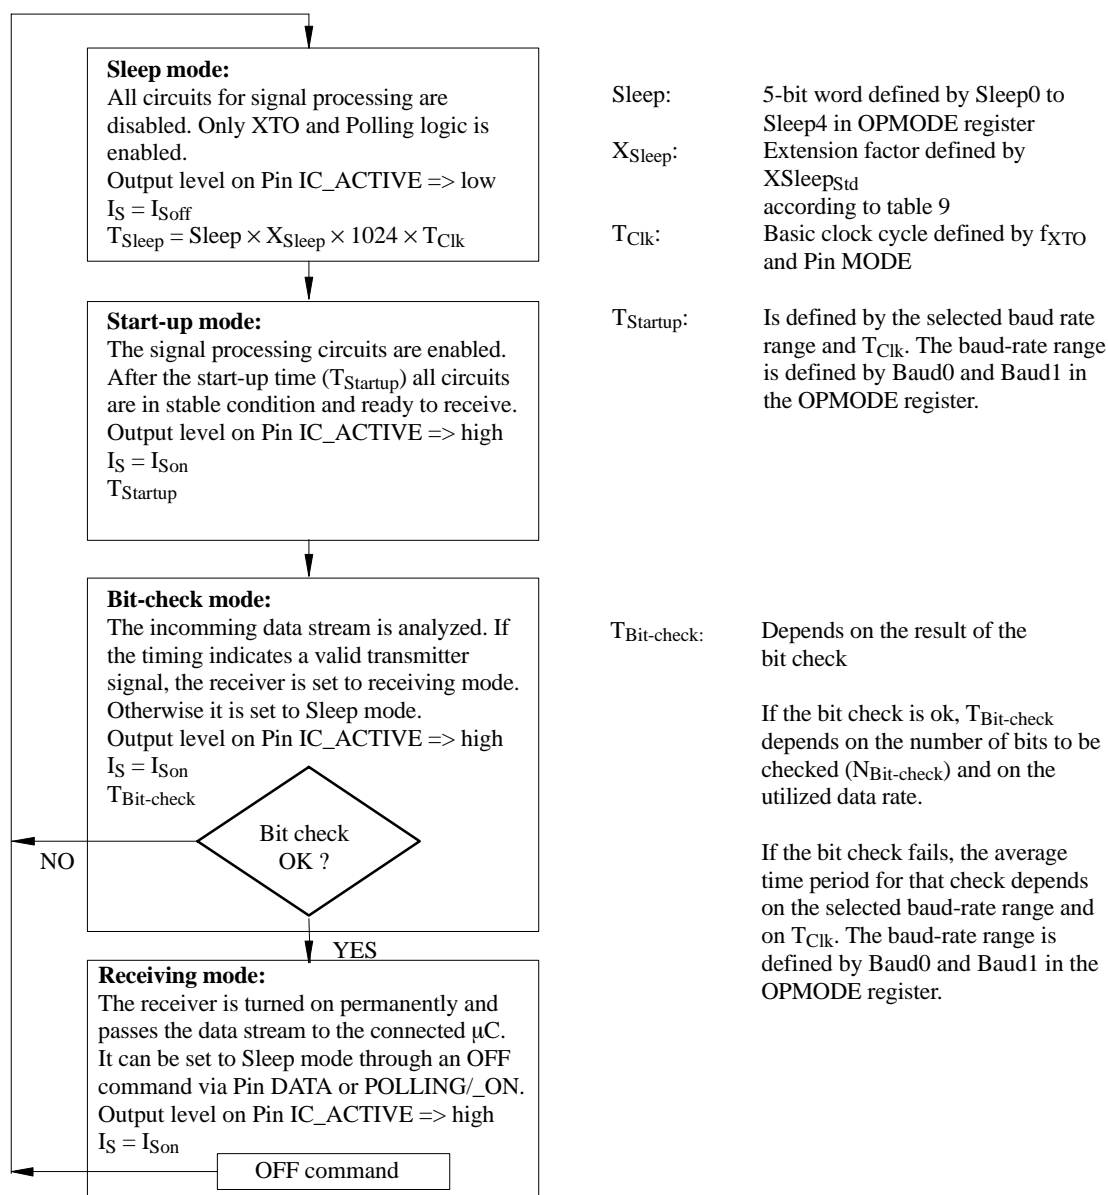 Sleep mode:
All circuits for signal processing are
disabled. Only XTO and Polling logic is
enabled.
Output level on Pin IC_ACTIVE => low
IS = ISoff
TSleep = Sleep × XSleep × 1024 × TClk
Sleep: 5-bit word defined by Sleep0 to
Sleep4 in OPMODE register
XSleep: Extension factor defined by
XSleepStd
according to table 9
TClk: Basic clock cycle defined by fXTO
and Pin MODE
Start-up mode:
The signal processing circuits are enabled.
After the start-up time (TStartup) all circuits
are in stable condition and ready to receive.
Output level on Pin IC_ACTIVE => high
IS = ISon
TStartup
TStartup: Is defined by the selected baud rate
range and TClk. The baud-rate range
is defined by Baud0 and Baud1 in
the OPMODE register.
Bit-check mode:
The incomming data stream is analyzed. If
the timing indicates a valid transmitter
signal, the receiver is set to receiving mode.
Otherwise it is set to Sleep mode.
Output level on Pin IC_ACTIVE => high
IS = ISon
TBit-check
Bit check
OK ?
NO
YES
TBit-check: Depends on the result of the
bit check
If the bit check is ok, TBit-check
depends on the number of bits to be
checked (NBit-check) and on the
utilized data rate.
If the bit check fails, the average
time period for that check depends
on the selected baud-rate range and
on TClk. The baud-rate range is
defined by Baud0 and Baud1 in the
OPMODE register.
Receiving mode:
The receiver is turned on permanently and
passes the data stream to the connected µC.
It can be set to Sleep mode through an OFF
command via Pin DATA or POLLING/_ON.
Output level on Pin IC_ACTIVE => high
IS = ISon
OFF command